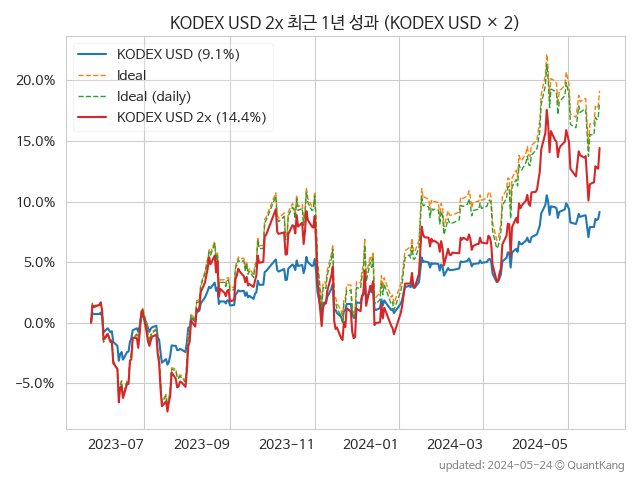 KODEX USD 2x 최근 1년 성과 (KODEX USD × 2)
KODEX USD (9.1%)
Ideal
Ideal (daily)
KODEX USD 2x (14.4%)
20.0%
15.0%
10.0%
5.0%
0.0%
−5.0%
2023−07
2023−09
2023−11
2024−01
2024−03
2024−05
updated: 2024−05−24 © QuantKang